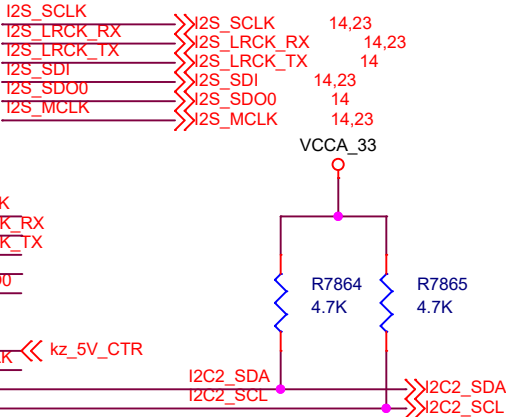 I2S_SCLK I2S_SCLK 14,23
I2S_LRCK_RX I2S_LRCK_RX 14,23
I2S_LRCK_TX I2S_LRCK_TX 14
I2S_SDI I2S_SDI 14,23
I2S_SDO0 I2S_SDO0 14
I2S_MCLK I2S_MCLK 14,23
VCCA_33
K
K_RX
K_TX
R7864 R7865
4.7K 4.7K
kz_5V_CTR
I2C2_SDA I2C2_SDA
I2C2_SCL I2C2_SCL